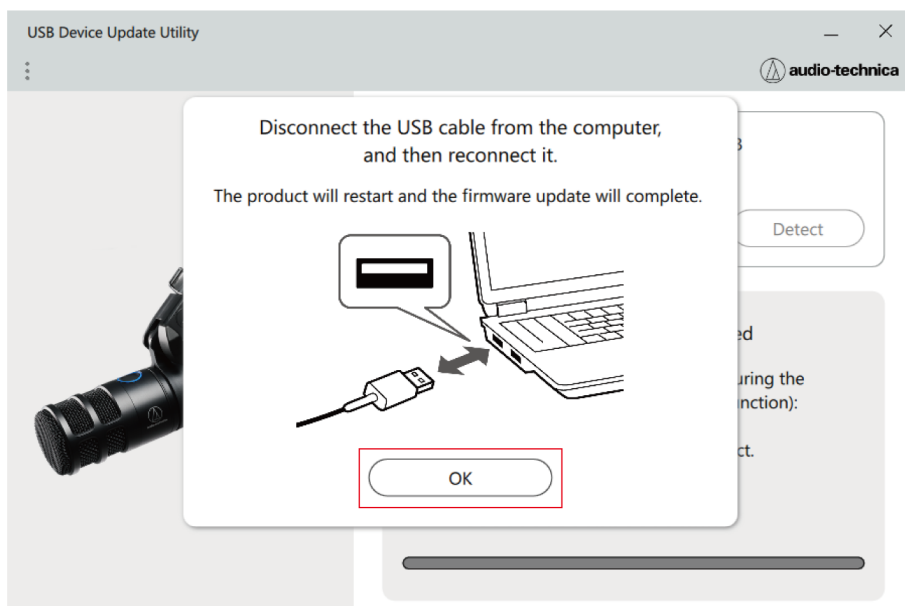 USB Device Update Utility
audio-technica
Disconnect the USB cable from the computer,
and then reconnect it.
The product will restart and the firmware update will complete.
Detect
OK